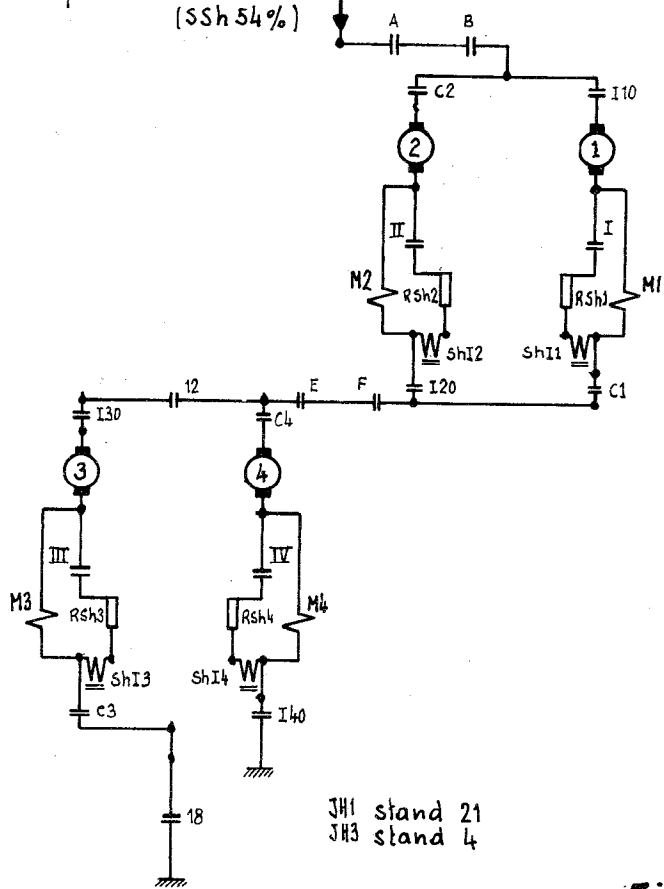 (SSh 54%)
A B
C2 I10
2 1
II I
M2 RSh2 RSh1 M1
ShI2 ShI1
12 E F I20 C1
I30 C4
3 4
III IV
M3 RSh3 RSh4 M4
ShI3 ShI4
C3 I40
18
JH1 stand 21
JH3 stand 4